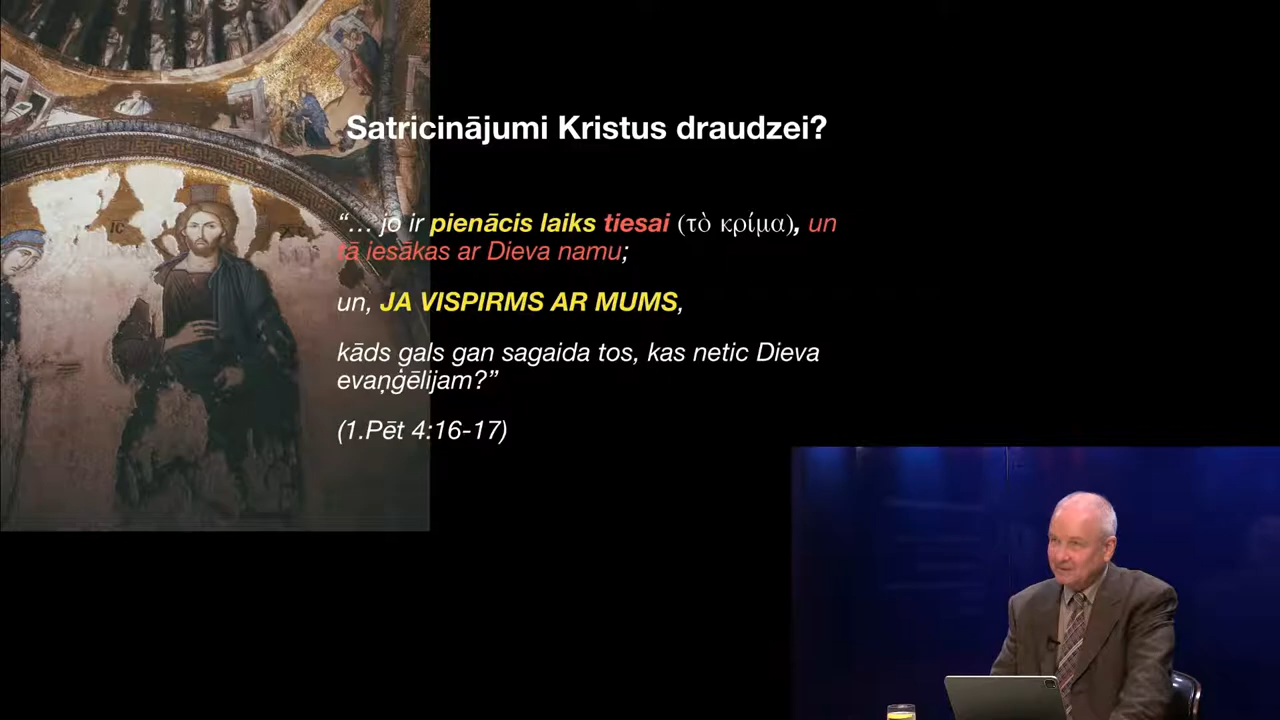 Satricinājumi Kristus draudzei?
“… jo ir pienācis laiks tiesai (τὸ κρίμα), un
tā iesākas ar Dieva namu;
un, JA VISPIRMS AR MUMS,
kāds gals gan sagaida tos, kas netic Dieva
evaņģēlijam?”
(1.Pēt 4:16-17)
IC